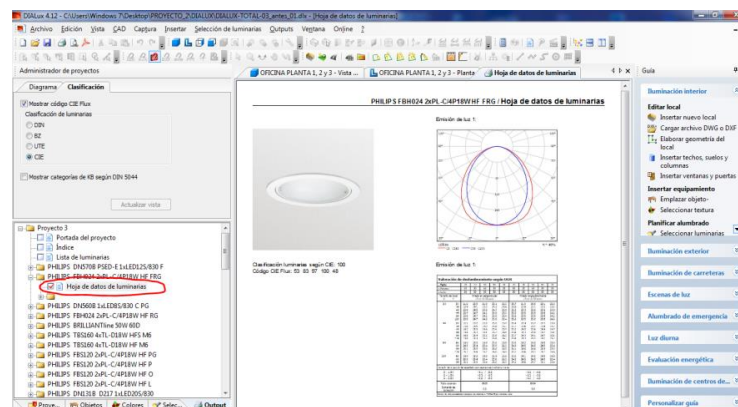 DIALux 4.12 - C:\Users\Windows 7\Desktop\PROYECTO_2\DIALUX\DIALUX-TOTAL-03_antes_01.dlx - [Hoja de datos de luminarias]
Archivo Edición Vista CAD Captura Insertar Selección de luminarias Outputs Ventana Online ?
Administrador de proyectos
Diagrama Clasificación
Mostrar código CIE Flux
Clasificación de luminarias
DIN
BZ
UTE
CIE
Mostrar categorías de KB según DIN 5044
Actualizar vista
Proyecto 3
Portada del proyecto
Índice
Lista de luminarias
PHILIPS DN570B PSED-E 1xLED12S/830 F
PHILIPS FBH024 2xPL-C/4P18W HF FRG
Hoja de datos de luminarias
PHILIPS DN560B 1xLED8S/830 C PG
PHILIPS FBH024 2xPL-C/4P18W HF RG
PHILIPS BRILLIANTline 50W 60D
PHILIPS TBS160 4xTL-D18W HFS M6
PHILIPS TBS160 4xTL-D18W HF M6
PHILIPS FBS120 2xPL-C/4P18W HF PG
PHILIPS FBS120 2xPL-C/4P18W HF P
PHILIPS FBS120 2xPL-C/4P18W HF G
PHILIPS FBS120 2xPL-C/4P18W HF L
PHILIPS DN131B D217 1xLED20S/830
Proye... Objetos Colores Selec... Output
OFICINA PLANTA 1, 2 y 3 - Vista ... OFICINA PLANTA 1, 2 y 3 - Planta Hoja de datos de luminarias
PHILIPS FBH024 2xPL-C/4P18W HF FRG / Hoja de datos de luminarias
Emisión de luz 1:
Clasificación luminarias según CIE: 100
Código CIE Flux: 53 83 97 100 48
Emisión de luz 1:
Guía
Iluminación interior
Editar local
Insertar nuevo local
Cargar archivo DWG o DXF
Elaborar geometría del local
Insertar techos, suelos y columnas
Insertar ventanas y puertas
Insertar equipamiento
Emplazar objeto-
Seleccionar textura
Planificar alumbrado
Seleccionar luminarias
Iluminación exterior
Iluminación de carreteras
Escenas de luz
Alumbrado de emergencia
Luz diurna
Evaluación energética
Iluminación de centros de...
Personalizar guía